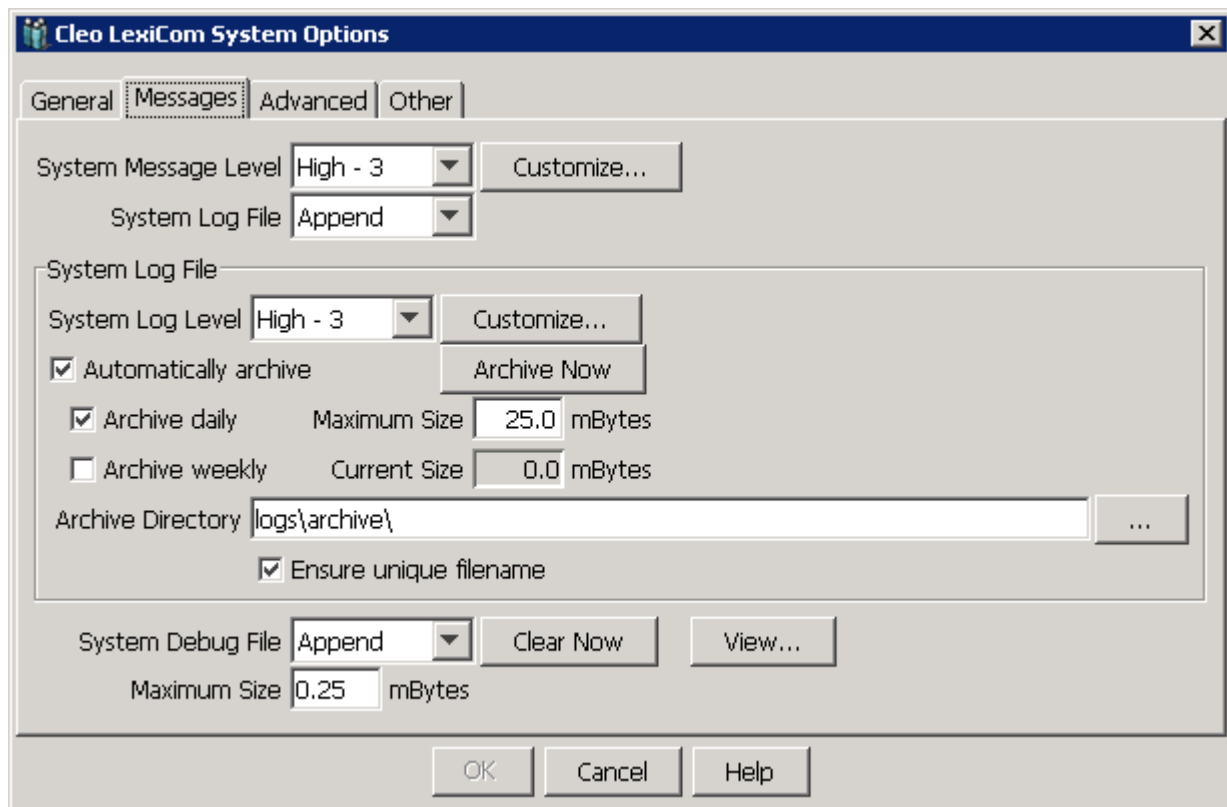 Cleo LexiCom System Options
General Messages Advanced Other
System Message Level High - 3 Customize...
System Log File Append
System Log File
System Log Level High - 3 Customize...
Automatically archive Archive Now
Archive daily Maximum Size 25.0 mBytes
Archive weekly Current Size 0.0 mBytes
Archive Directory logs\archive\ ...
Ensure unique filename
System Debug File Append Clear Now View...
Maximum Size 0.25 mBytes
OK Cancel Help